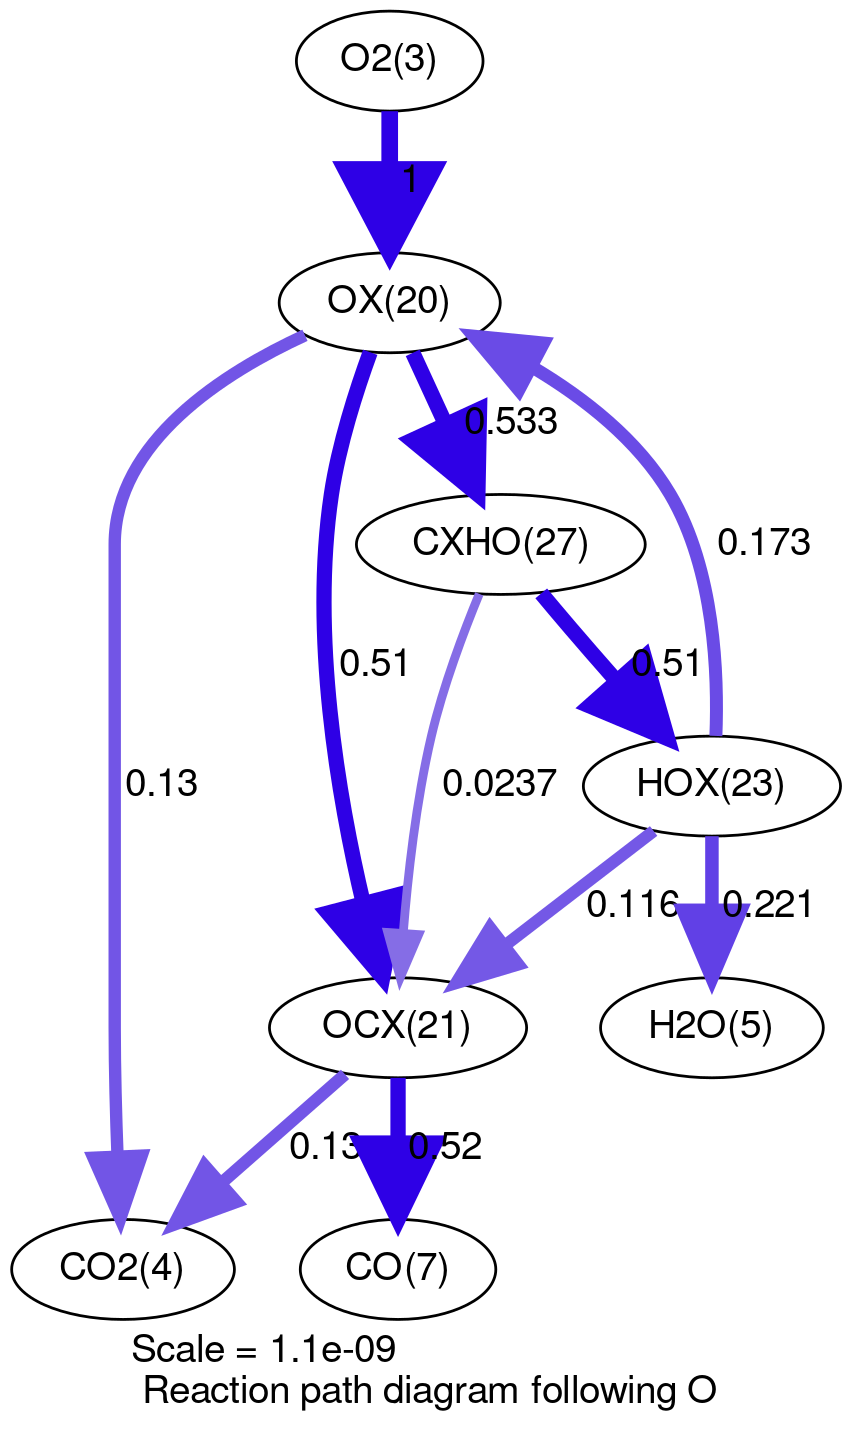 O2(3)
1
OX(20)
0.533
CXHO(27)
0.173
0.51
0.51
0.13
0.0237
HOX(23)
0.116
0.221
OCX(21)
H2O(5)
0.13
0.52
CO2(4)
CO(7)
Scale = 1.1e-09
Reaction path diagram following O